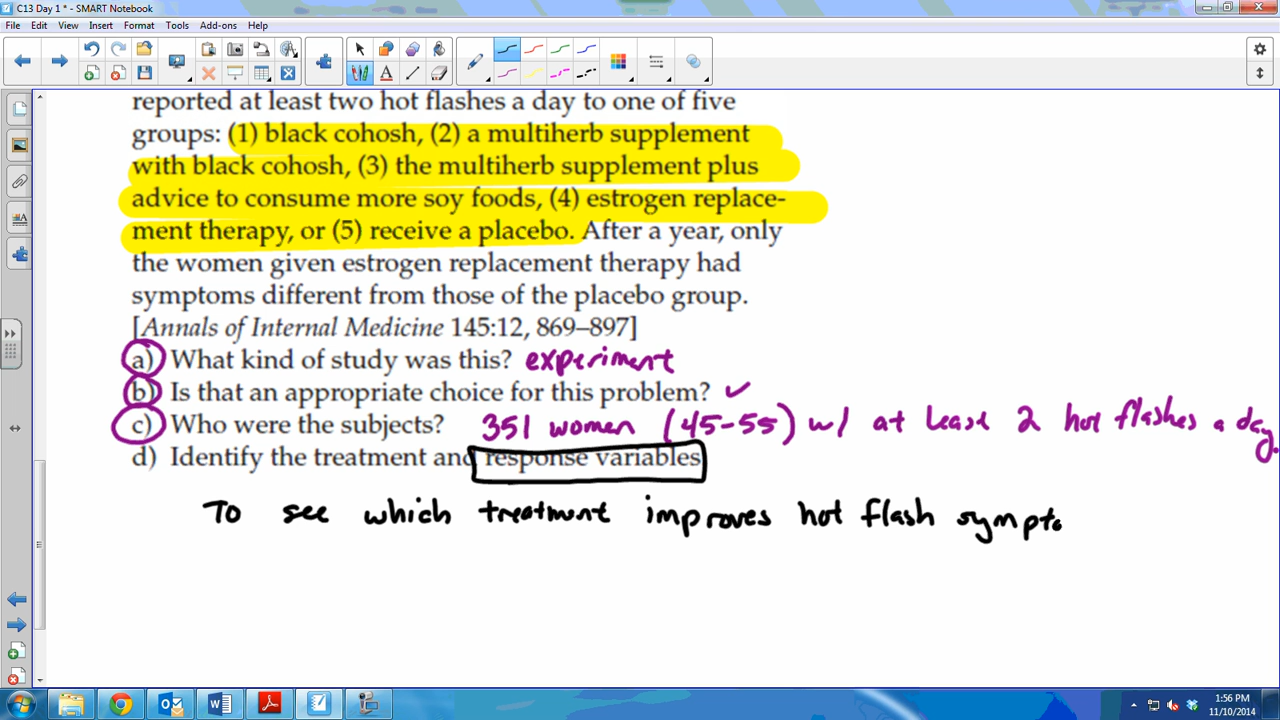 C13 Day 1 * - SMART Notebook
File Edit View Insert Format Tools Add-ons Help
reported at least two hot flashes a day to one of five
groups: (1) black cohosh, (2) a multiherb supplement
with black cohosh, (3) the multiherb supplement plus
advice to consume more soy foods, (4) estrogen replace-
ment therapy, or (5) receive a placebo. After a year, only
the women given estrogen replacement therapy had
symptoms different from those of the placebo group.
[Annals of Internal Medicine 145:12, 869–897]
a) What kind of study was this? experiment
b) Is that an appropriate choice for this problem? ✓
c) Who were the subjects? 351 women (45-55) w/ at least 2 hot flashes a day.
d) Identify the treatment and response variables
To see which treatment improves hot flash sympto
1:56 PM
11/10/2014